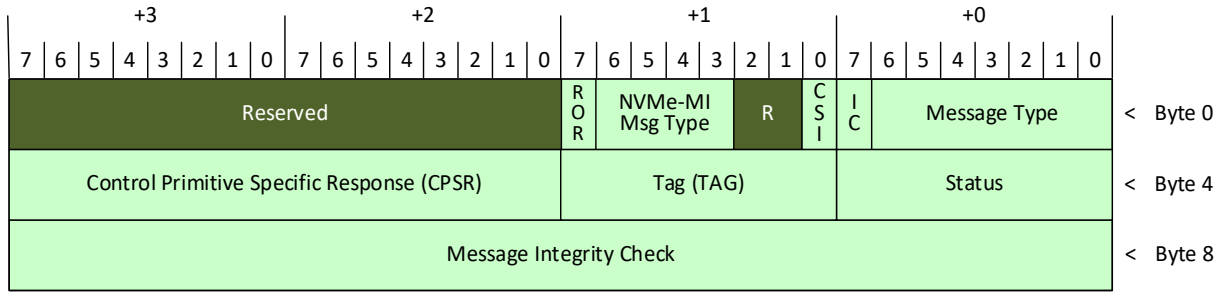 +3 +2 +1 +0
7 6 5 4 3 2 1 0 7 6 5 4 3 2 1 0 7 6 5 4 3 2 1 0 7 6 5 4 3 2 1 0
Reserved ROR NVMe-MI Msg Type R CSI IC Message Type < Byte 0
Control Primitive Specific Response (CPSR) Tag (TAG) Status < Byte 4
Message Integrity Check < Byte 8